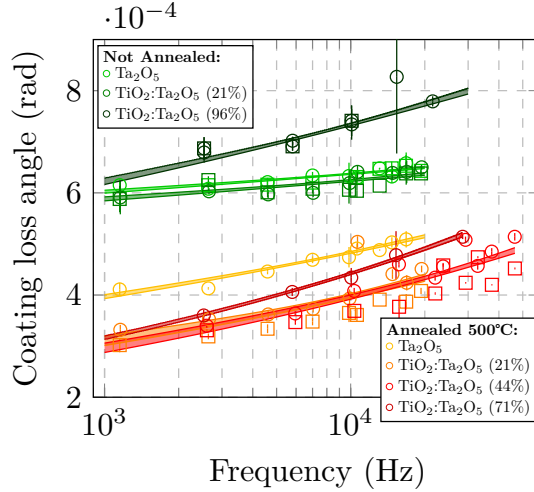 ·10⁻⁴
Not Annealed:
Ta₂O₅
TiO₂:Ta₂O₅ (21%)
TiO₂:Ta₂O₅ (96%)
8
6
4
2
Coating loss angle (rad)
Annealed 500℃:
Ta₂O₅
TiO₂:Ta₂O₅ (21%)
TiO₂:Ta₂O₅ (44%)
TiO₂:Ta₂O₅ (71%)
10³
10⁴
Frequency (Hz)